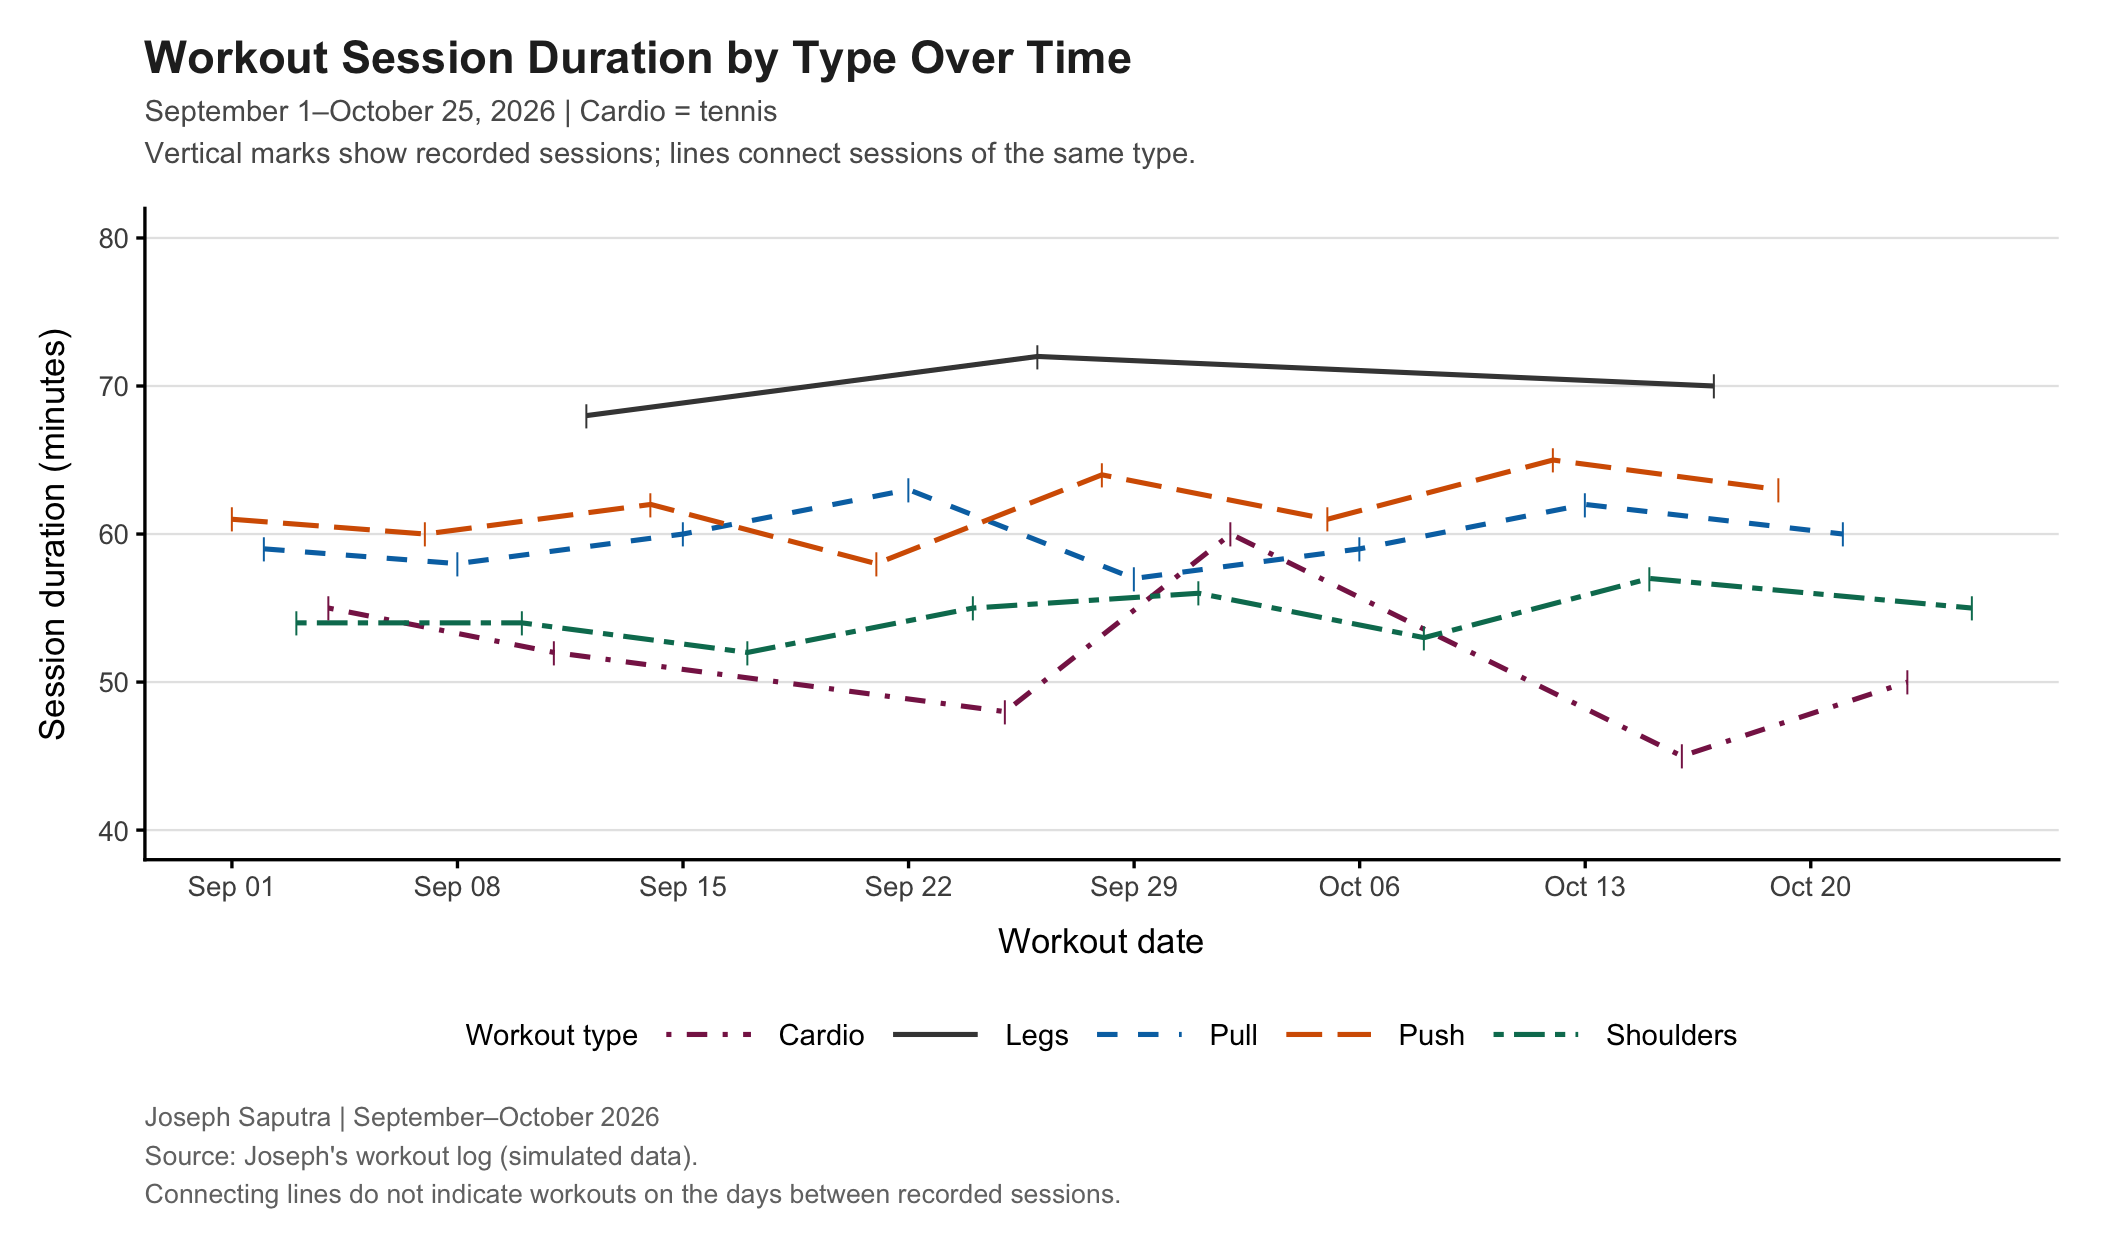 Workout Session Duration by Type Over Time
September 1–October 25, 2026 | Cardio = tennis
Vertical marks show recorded sessions; lines connect sessions of the same type.
Session duration (minutes)
80
70
60
50
40
Sep 01 Sep 08 Sep 15 Sep 22 Sep 29 Oct 06 Oct 13 Oct 20
Workout date
Workout type Cardio Legs Pull Push Shoulders
Joseph Saputra | September–October 2026
Source: Joseph's workout log (simulated data).
Connecting lines do not indicate workouts on the days between recorded sessions.